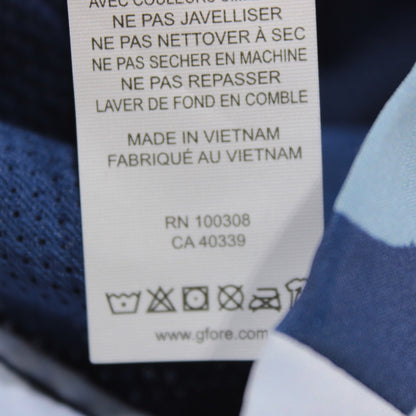 NE PAS JAVELLISER
NE PAS NETTOYER À SEC
NE PAS SECHER EN MACHINE
NE PAS REPASSER
LAVER DE FOND EN COMBLE
MADE IN VIETNAM
FABRIQUÉ AU VIETNAM
RN 100308
CA 40339
www.gfore.com